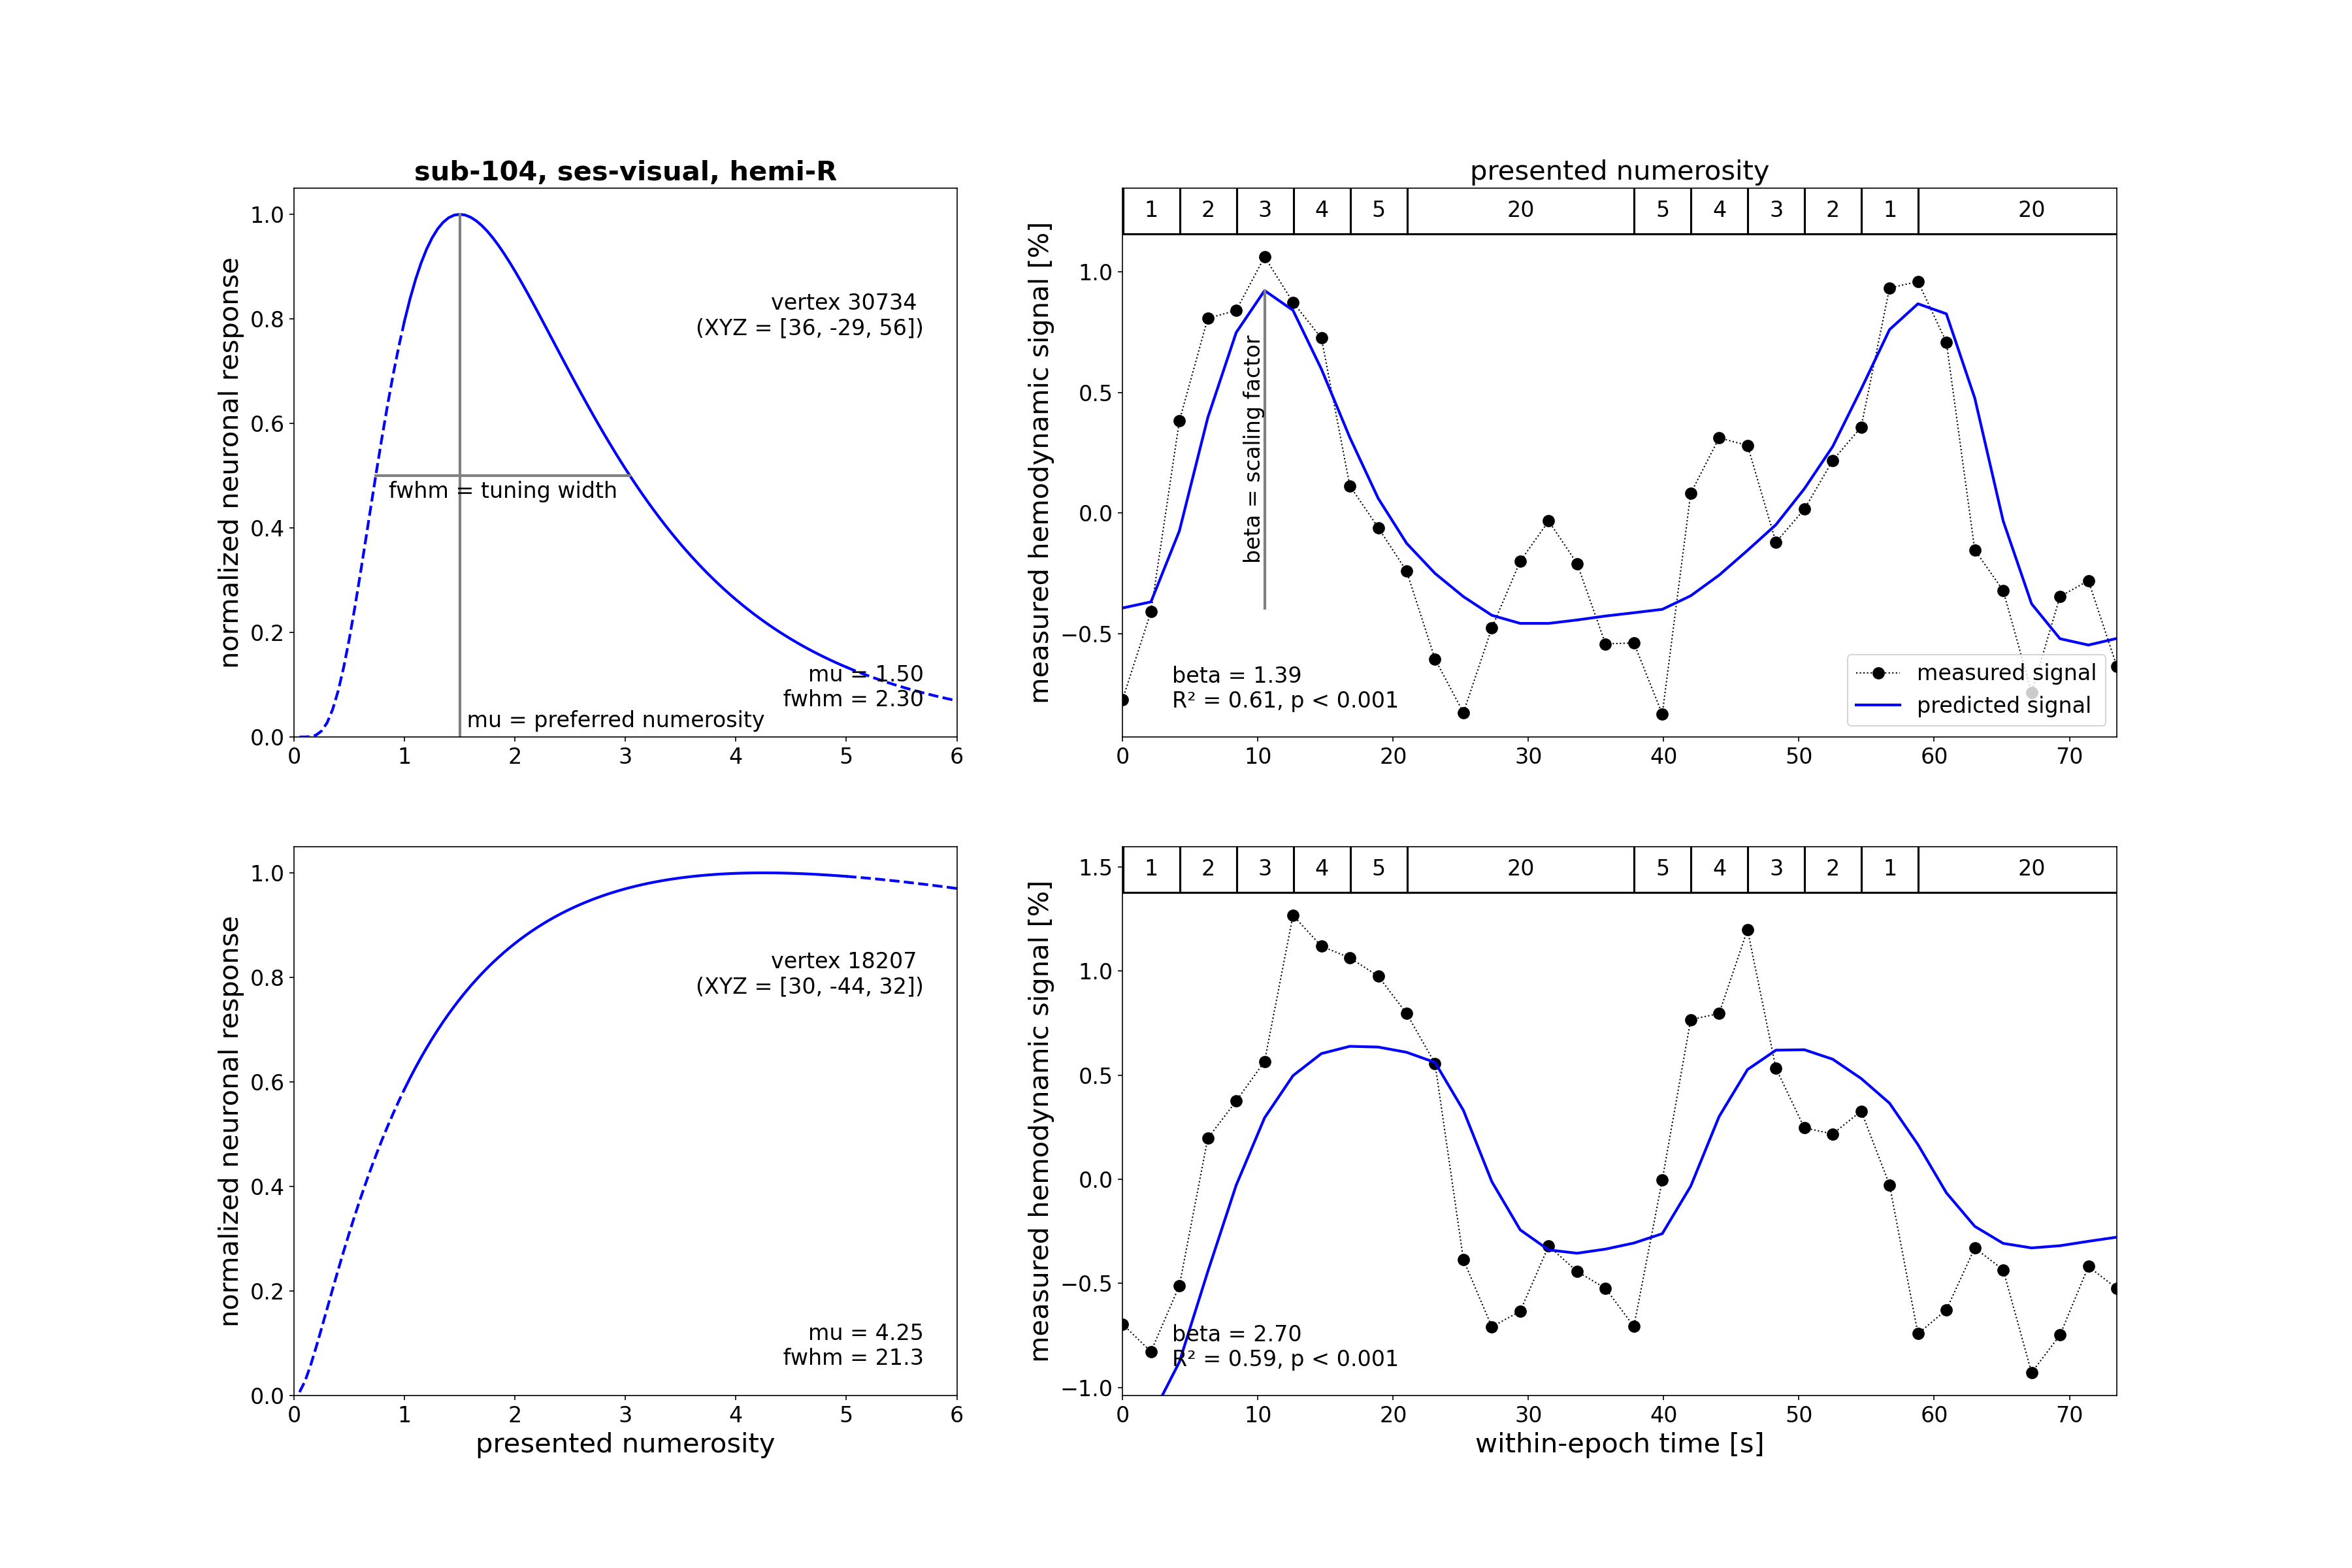 sub-104, ses-visual, hemi-R
normalized neuronal response
1.0
0.8
0.6
0.4
0.2
0.0
vertex 30734
(XYZ = [36, -29, 56])
fwhm = tuning width
mu = 1.50
fwhm = 2.30
mu = preferred numerosity
0 1 2 3 4 5 6
presented numerosity
1 2 3 4 5 20 5 4 3 2 1 20
measured hemodynamic signal [%]
1.0
0.5
0.0
−0.5
beta = scaling factor
beta = 1.39
R² = 0.61, p < 0.001
measured signal
predicted signal
0 10 20 30 40 50 60 70
normalized neuronal response
1.0
0.8
0.6
0.4
0.2
0.0
vertex 18207
(XYZ = [30, -44, 32])
mu = 4.25
fwhm = 21.3
0 1 2 3 4 5 6
presented numerosity
1 2 3 4 5 20 5 4 3 2 1 20
measured hemodynamic signal [%]
1.5
1.0
0.5
0.0
−0.5
−1.0
beta = 2.70
R² = 0.59, p < 0.001
0 10 20 30 40 50 60 70
within-epoch time [s]